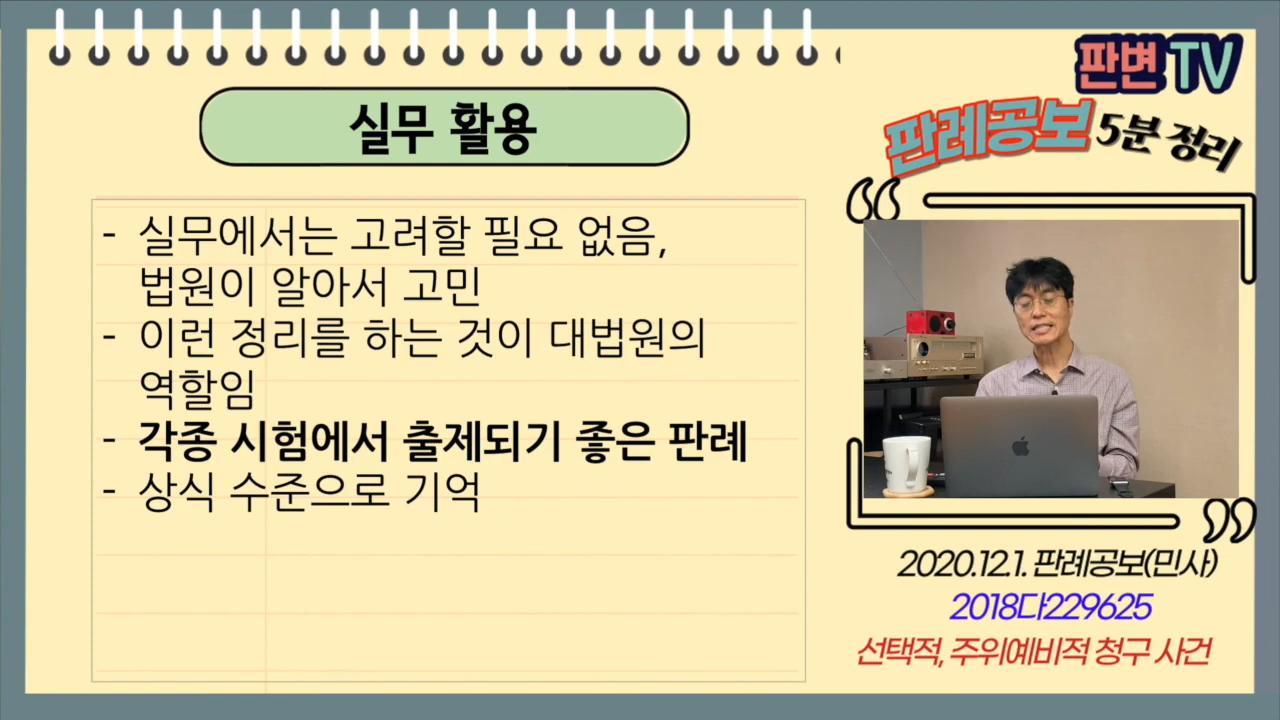 판변 TV
판례공보 5분 정리
실무 활용
- 실무에서는 고려할 필요 없음,
법원이 알아서 고민
- 이런 정리를 하는 것이 대법원의
역할임
- 각종 시험에서 출제되기 좋은 판례
- 상식 수준으로 기억
2020.12.1. 판례공보(민사)
2018다229625
선택적, 주위예비적 청구 사건